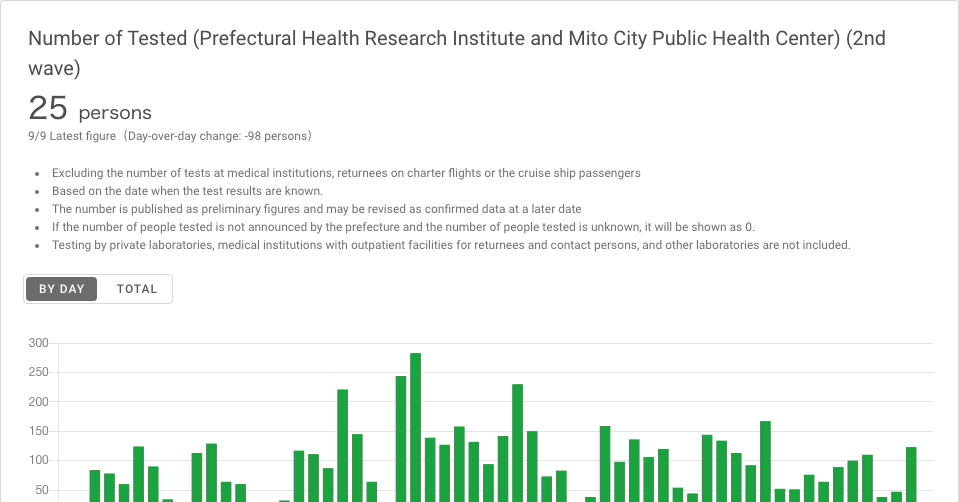 Number of Tested (Prefectural Health Research Institute and Mito City Public Health Center) (2nd
wave)
25 persons
9/9 Latest figure（Day-over-day change: -98 persons）
• Excluding the number of tests at medical institutions, returnees on charter flights or the cruise ship passengers
• Based on the date when the test results are known.
• The number is published as preliminary figures and may be revised as confirmed data at a later date
• If the number of people tested is not announced by the prefecture and the number of people tested is unknown, it will be shown as 0.
• Testing by private laboratories, medical institutions with outpatient facilities for returnees and contact persons, and other laboratories are not included.
BY DAY TOTAL
300
250
200
150
100
50